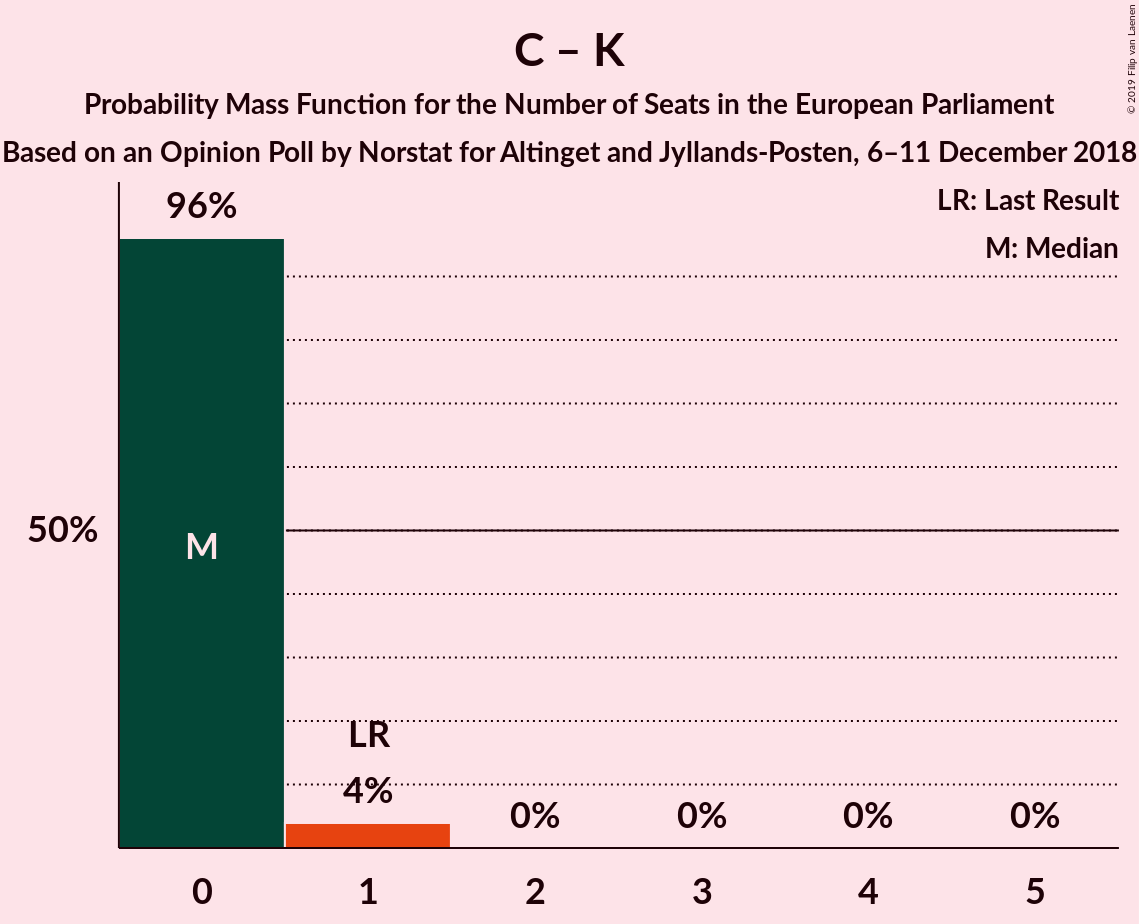 C – K
Probability Mass Function for the Number of Seats in the European Parliament
Based on an Opinion Poll by Norstat for Altinget and Jyllands-Posten, 6–11 December 2018
© 2019 Filip van Laenen
LR: Last Result
M: Median
96%
50%
M
LR
4%
0% 0% 0% 0%
0 1 2 3 4 5